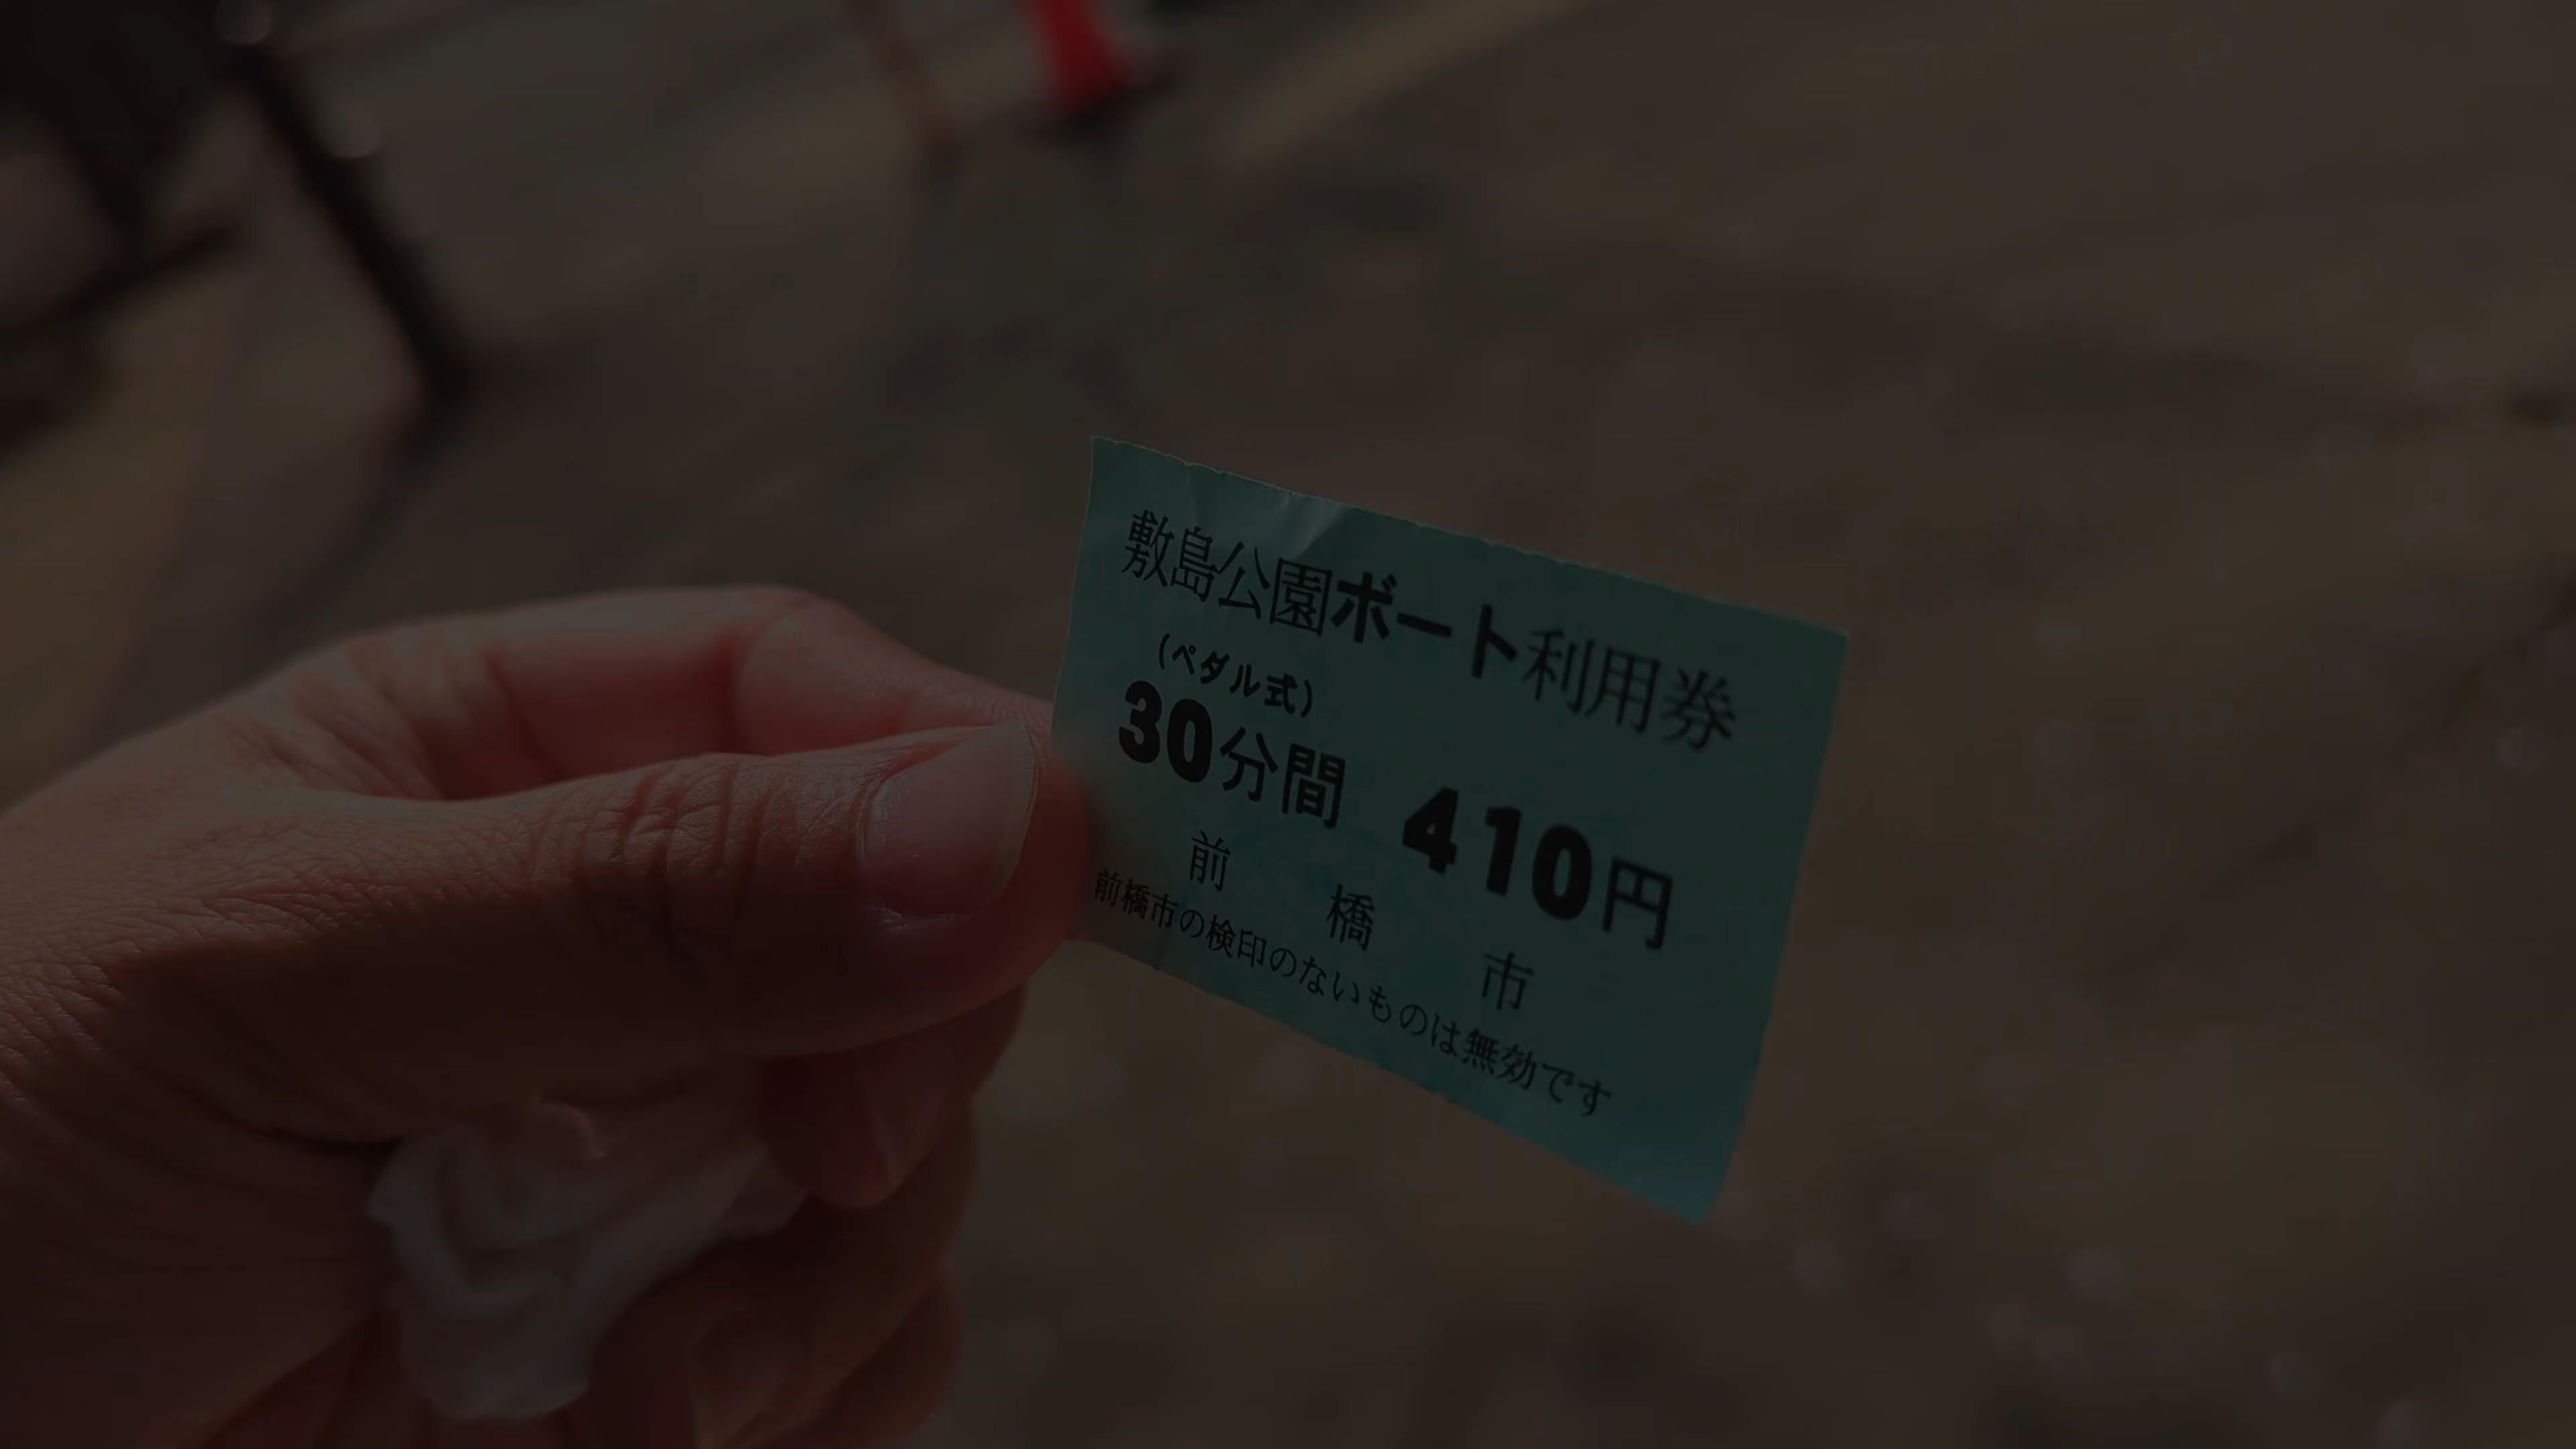 敷島公園ボート利用券
(ペダル式)
30分間 410円
前橋市
前橋市の検印のないものは無効です